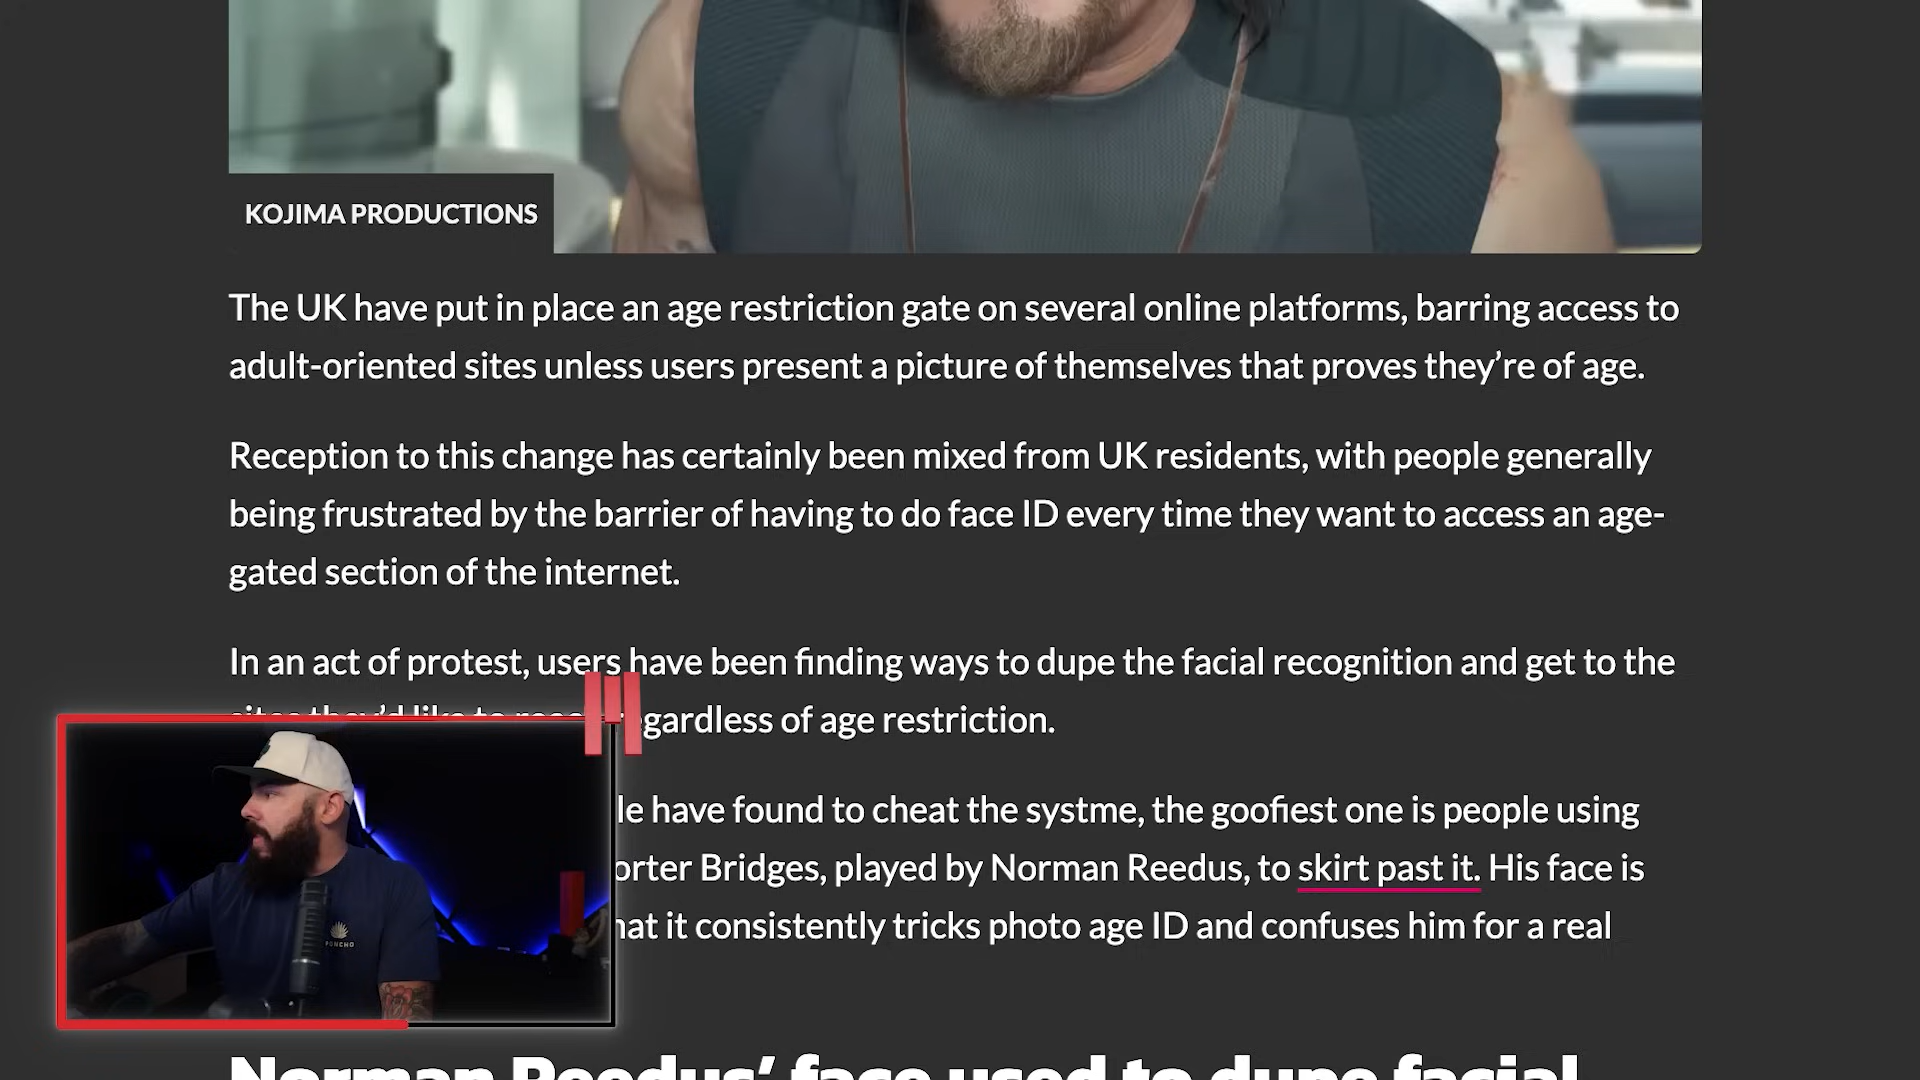 KOJIMA PRODUCTIONS
The UK have put in place an age restriction gate on several online platforms, barring access to
adult-oriented sites unless users present a picture of themselves that proves they’re of age.
Reception to this change has certainly been mixed from UK residents, with people generally
being frustrated by the barrier of having to do face ID every time they want to access an age-
gated section of the internet.
In an act of protest, users have been finding ways to dupe the facial recognition and get to the
sites they’d like to regardless of age restriction.
le have found to cheat the systme, the goofiest one is people using
orter Bridges, played by Norman Reedus, to skirt past it. His face is
hat it consistently tricks photo age ID and confuses him for a real
PONCHO
Norman Reedus’ face used to dupe facial